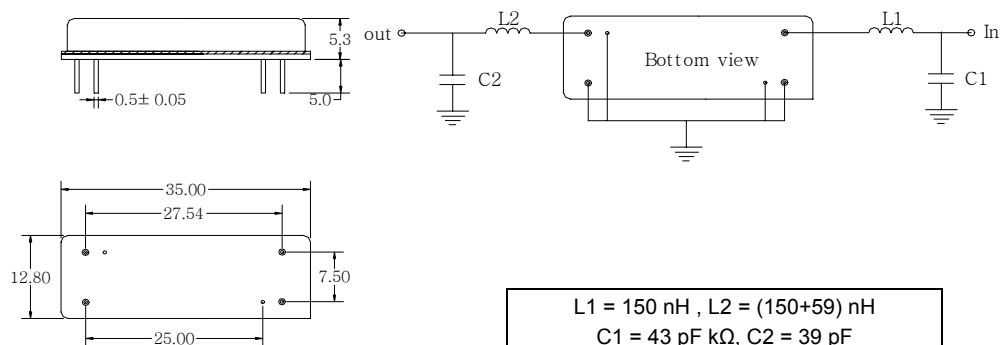 5.3
5.0
0.5± 0.05
out
L2
C2
Bottom view
L1
In
C1
35.00
27.54
12.80
7.50
25.00
L1 = 150 nH , L2 = (150+59) nH
C1 = 43 pF kΩ, C2 = 39 pF